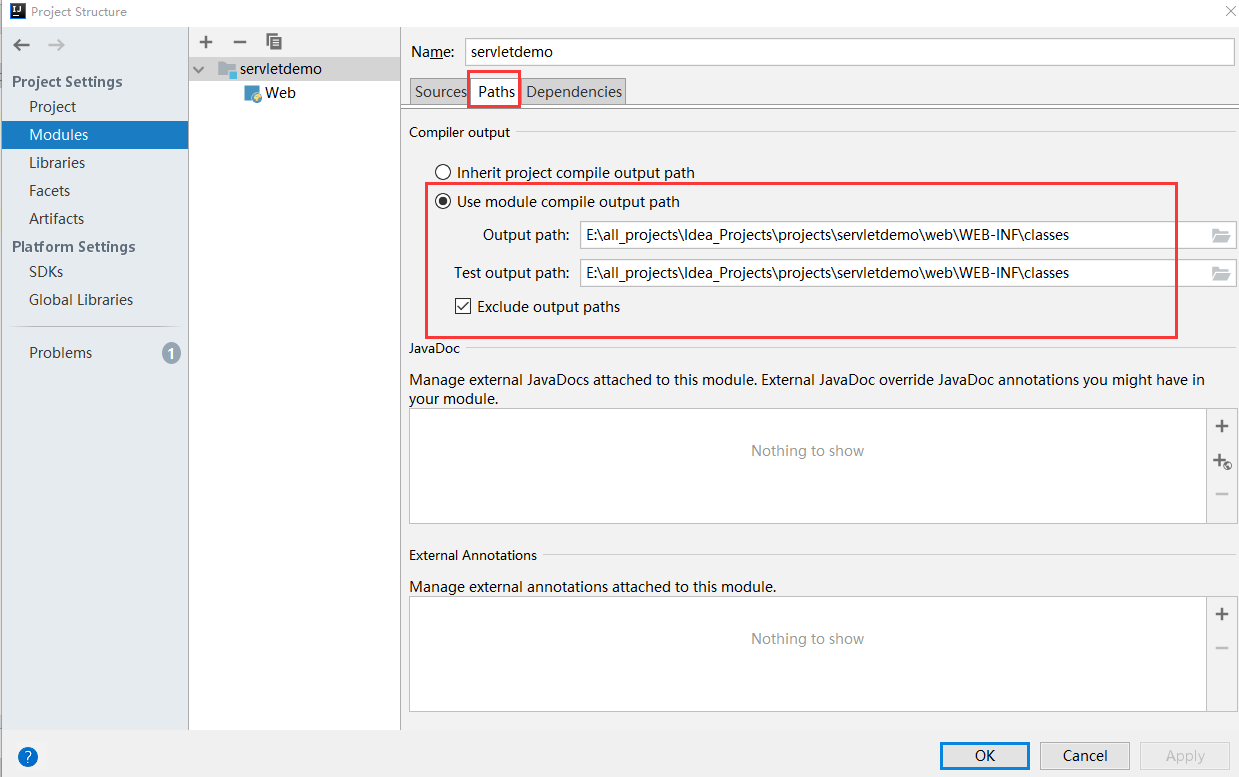 Project Structure
Project Settings
Project
Modules
Libraries
Facets
Artifacts
Platform Settings
SDKs
Global Libraries
Problems 1
servletdemo
Web
Name: servletdemo
Sources Paths Dependencies
Compiler output
Inherit project compile output path
Use module compile output path
Output path: E:\all_projects\Idea_Projects\projects\servletdemo\web\WEB-INF\classes
Test output path: E:\all_projects\Idea_Projects\projects\servletdemo\web\WEB-INF\classes
Exclude output paths
JavaDoc
Manage external JavaDocs attached to this module. External JavaDoc override JavaDoc annotations you might have in
your module.
Nothing to show
External Annotations
Manage external annotations attached to this module.
Nothing to show
?
OK Cancel Apply